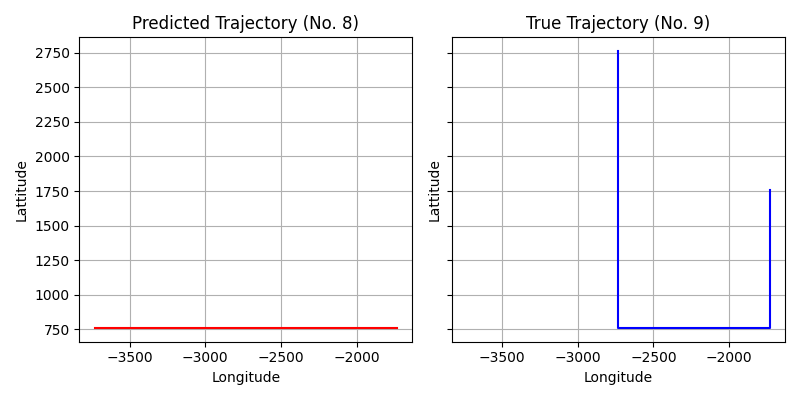 Predicted Trajectory (No. 8)
True Trajectory (No. 9)
Lattitude
2750
2500
2250
2000
1750
1500
1250
1000
750
−3500 −3000 −2500 −2000
Longitude
Lattitude
−3500 −3000 −2500 −2000
Longitude